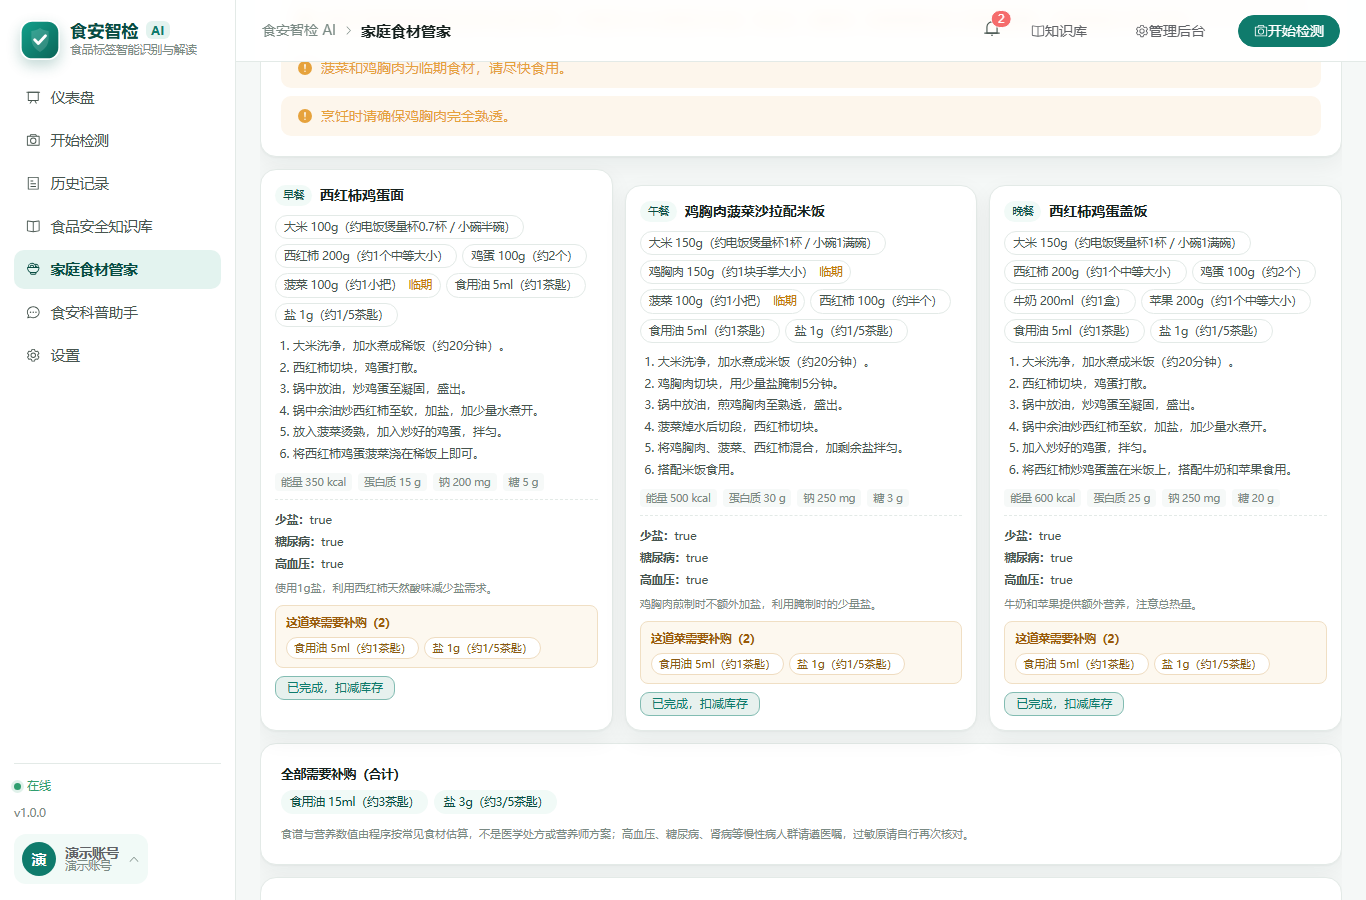 食安智检 AI
食品标签智能识别与解读
仪表盘
开始检测
历史记录
食品安全知识库
家庭食材管家
食安科普助手
设置
在线
v1.0.0
演
演示账号
演示账号
食安智检 AI > 家庭食材管家
2
知识库
管理后台
开始检测
菠菜和鸡胸肉为临期食材，请尽快食用。
烹饪时请确保鸡胸肉完全熟透。
早餐 西红柿鸡蛋面
大米 100g（约电饭煲量杯0.7杯 / 小碗半碗）
西红柿 200g（约1个中等大小） 鸡蛋 100g（约2个）
菠菜 100g（约1小把） 临期 食用油 5ml（约1茶匙）
盐 1g（约1/5茶匙）
1. 大米洗净，加水煮成稀饭（约20分钟）。
2. 西红柿切块，鸡蛋打散。
3. 锅中放油，炒鸡蛋至凝固，盛出。
4. 锅中余油炒西红柿至软，加盐，加少量水煮开。
5. 放入菠菜烫熟，加入炒好的鸡蛋，拌匀。
6. 将西红柿鸡蛋菠菜浇在稀饭上即可。
能量 350 kcal 蛋白质 15 g 钠 200 mg 糖 5 g
少盐：true
糖尿病：true
高血压：true
使用1g盐，利用西红柿天然酸味减少盐需求。
这道菜需要补购（2）
食用油 5ml（约1茶匙） 盐 1g（约1/5茶匙）
已完成，扣减库存
午餐 鸡胸肉菠菜沙拉配米饭
大米 150g（约电饭煲量杯1杯 / 小碗1满碗）
鸡胸肉 150g（约1块手掌大小） 临期
菠菜 100g（约1小把） 临期 西红柿 100g（约半个）
食用油 5ml（约1茶匙） 盐 1g（约1/5茶匙）
1. 大米洗净，加水煮成米饭（约20分钟）。
2. 鸡胸肉切块，用少量盐腌制5分钟。
3. 锅中放油，煎鸡胸肉至熟透，盛出。
4. 菠菜焯水后切段，西红柿切块。
5. 将鸡胸肉、菠菜、西红柿混合，加剩余盐拌匀。
6. 搭配米饭食用。
能量 500 kcal 蛋白质 30 g 钠 250 mg 糖 3 g
少盐：true
糖尿病：true
高血压：true
鸡胸肉煎制时不额外加盐，利用腌制时的少量盐。
这道菜需要补购（2）
食用油 5ml（约1茶匙） 盐 1g（约1/5茶匙）
已完成，扣减库存
晚餐 西红柿鸡蛋盖饭
大米 150g（约电饭煲量杯1杯 / 小碗1满碗）
西红柿 200g（约1个中等大小） 鸡蛋 100g（约2个）
牛奶 200ml（约1盒） 苹果 200g（约1个中等大小）
食用油 5ml（约1茶匙） 盐 1g（约1/5茶匙）
1. 大米洗净，加水煮成米饭（约20分钟）。
2. 西红柿切块，鸡蛋打散。
3. 锅中放油，炒鸡蛋至凝固，盛出。
4. 锅中余油炒西红柿至软，加盐，加少量水煮开。
5. 加入炒好的鸡蛋，拌匀。
6. 将西红柿炒鸡蛋盖在米饭上，搭配牛奶和苹果食用。
能量 600 kcal 蛋白质 25 g 钠 250 mg 糖 20 g
少盐：true
糖尿病：true
高血压：true
牛奶和苹果提供额外营养，注意总热量。
这道菜需要补购（2）
食用油 5ml（约1茶匙） 盐 1g（约1/5茶匙）
已完成，扣减库存
全部需要补购（合计）
食用油 15ml（约3茶匙） 盐 3g（约3/5茶匙）
食谱与营养数值由程序按常见食材估算，不是医学处方或营养师方案；高血压、糖尿病、肾病等慢性病人群请遵医嘱，过敏原请自行再次核对。